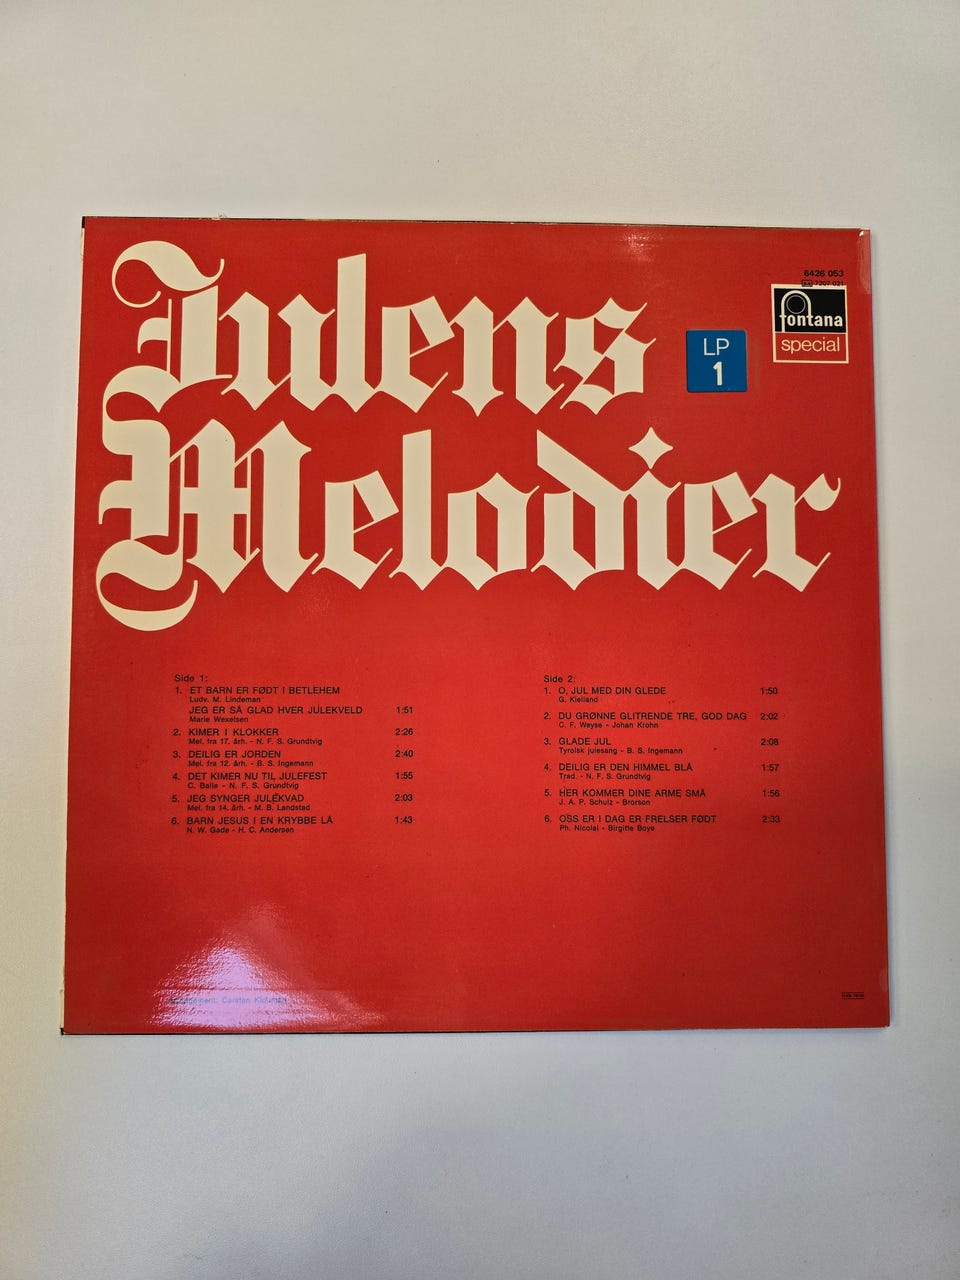 Julens
Melodier
6426 053
7207 021
fontana
special
LP
1
Side 1:
1. ET BARN ER FØDT I BETLEHEM
Ludv. M. Lindeman
JEG ER SÅ GLAD HVER JULEKVELD 1:51
Marie Wexelsen
2. KIMER I KLOKKER 2:26
Mel. fra 17. årh. - N. F. S. Grundtvig
3. DEILIG ER JORDEN 2:40
Mel. fra 12. årh. - B. S. Ingemann
4. DET KIMER NU TIL JULEFEST 1:55
C. Balle - N. F. S. Grundtvig
5. JEG SYNGER JULEKVAD 2:03
Mel. fra 14. årh. - M. B. Landstad
6. BARN JESUS I EN KRYBBE LÅ 1:43
N. W. Gade - H. C. Andersen
Side 2:
1. O, JUL MED DIN GLEDE 1:50
G. Kielland
2. DU GRØNNE GLITRENDE TRE, GOD DAG 2:02
C. F. Weyse - Johan Krohn
3. GLADE JUL 2:08
Tyrolsk julesang - B. S. Ingemann
4. DEILIG ER DEN HIMMEL BLÅ 1:57
Trad. - N. F. S. Grundtvig
5. HER KOMMER DINE ARME SMÅ 1:56
J. A. P. Schulz - Brorson
6. OSS ER I DAG ER FRELSER FØDT 2:33
Ph. Nicolai - Birgitte Boye
Arrangement: Carsten